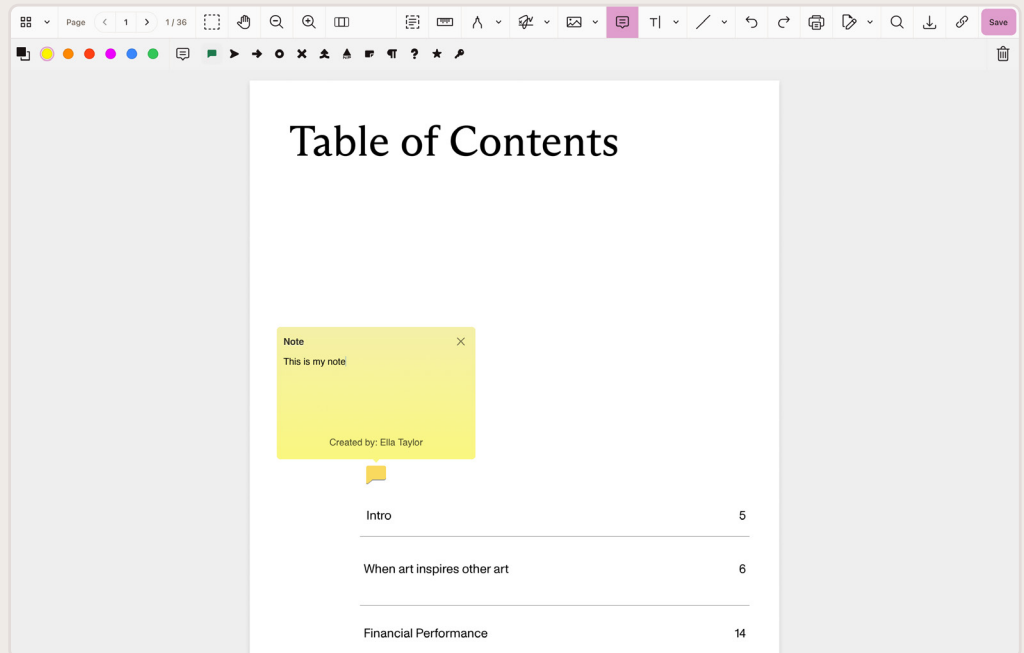 Page 1 1 / 36 T Save
Table of Contents
Note
This is my note
Created by: Ella Taylor
Intro 5
When art inspires other art 6
Financial Performance 14